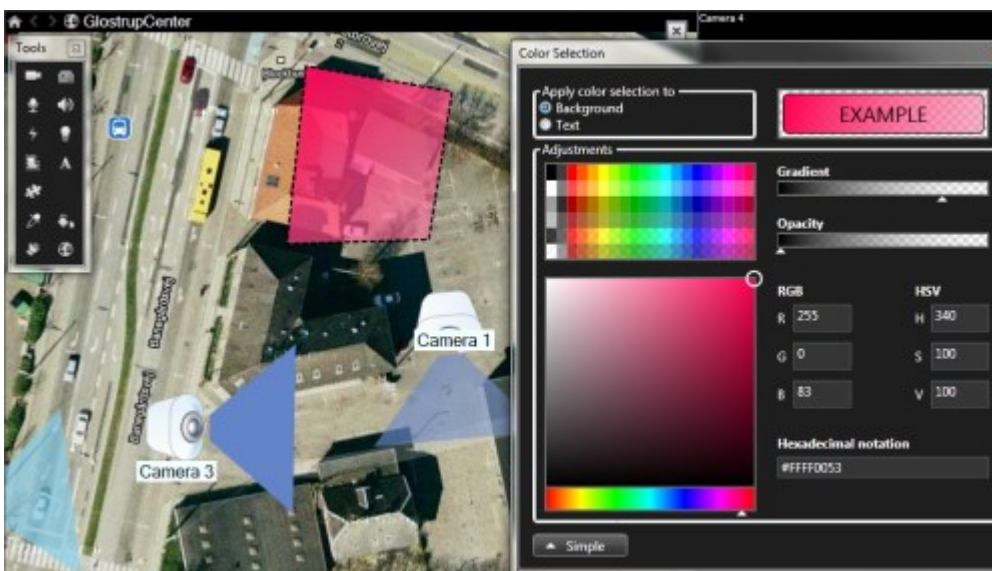 GlostrupCenter
Camera 4
Tools
Color Selection
Apply color selection to
Background
Text
EXAMPLE
Adjustments
Gradient
Opacity
RGB
HSV
R 255
H 340
G 0
S 100
B 83
V 100
Hexadecimal notation
#FFFF0053
Simple
Camera 1
Camera 3
A